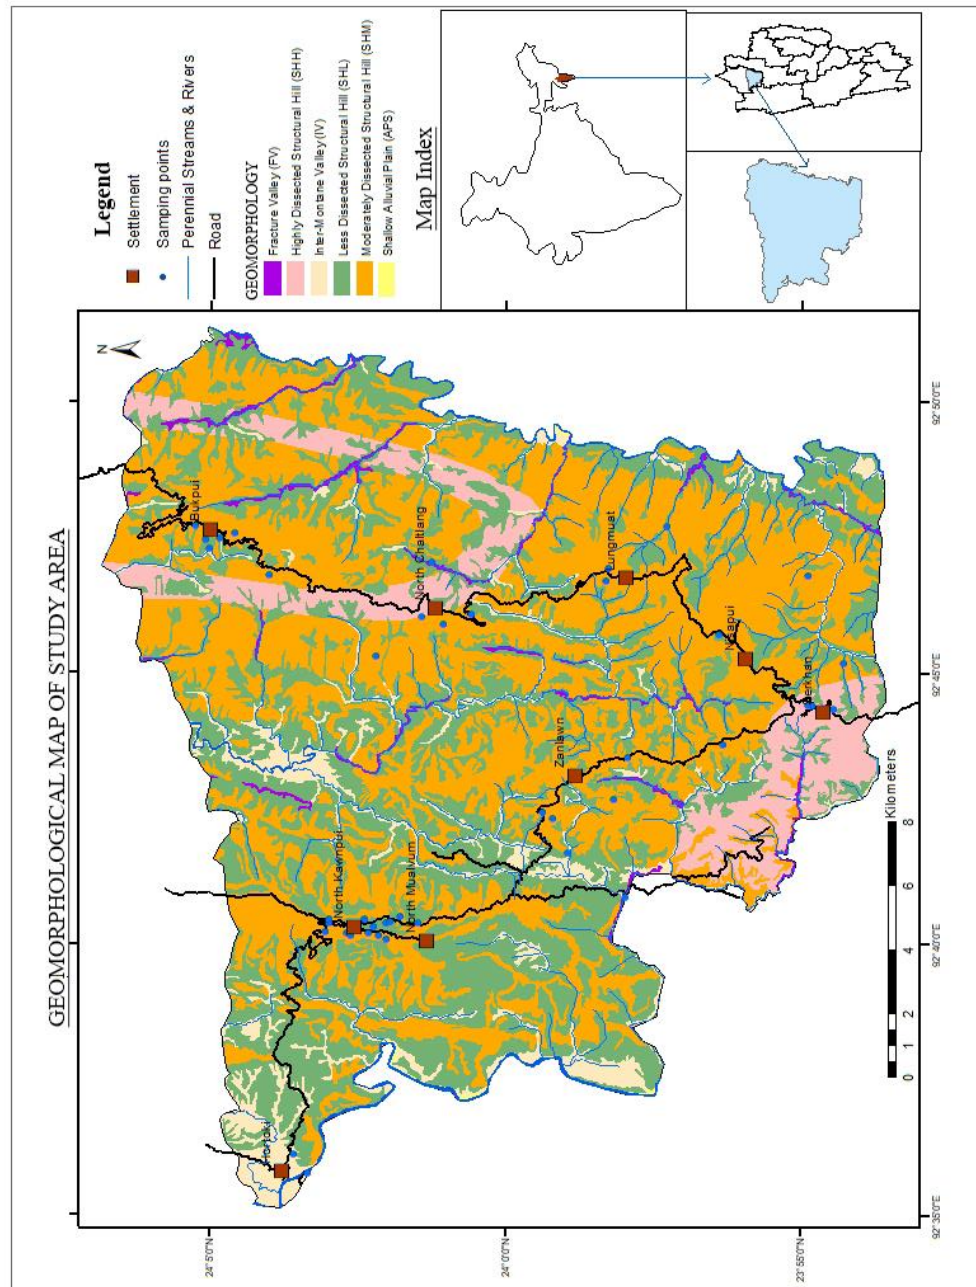 GEOMORPHOLOGICAL MAP OF STUDY AREA
N
Bukpui
North Chaltlang
Lungmuat
Nisapui
Serkhan
Zanlawn
North Kawnpui
North Mualvum
Hortoki
24°5'0"N
24°0'0"N
23°55'0"N
92°35'0"E
92°40'0"E
92°45'0"E
92°50'0"E
0 1 2 4 6 8
Kilometers
Legend
Settlement
Samping points
Perennial Streams & Rivers
Road
GEOMORPHOLOGY
Fracture Valley (FV)
Highly Dissected Structural Hill (SHH)
Inter-Montane Valley (IV)
Less Dissected Structural Hill (SHL)
Moderately Dissected Structural Hill (SHM)
Shallow Alluvial Plain (APS)
Map Index